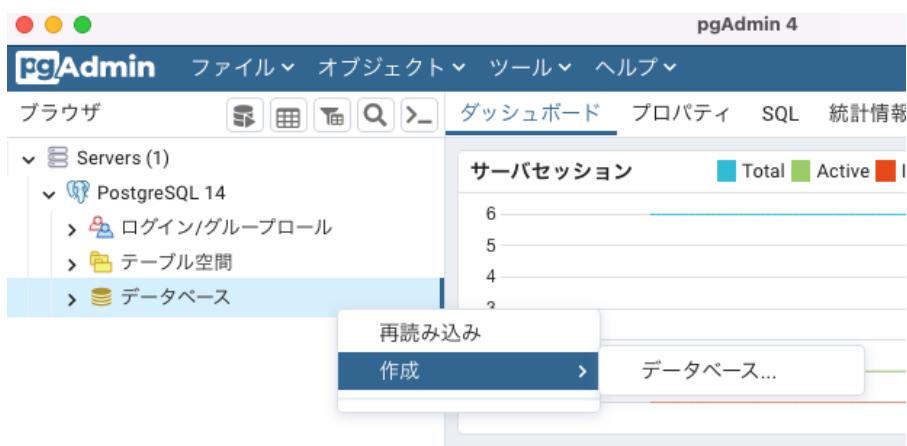 pgAdmin 4
pgAdmin ファイル オブジェクト ツール ヘルプ
ブラウザ ダッシュボード プロパティ SQL 統計情報
Servers (1)
サーバセッション Total Active
PostgreSQL 14
ログイン/グループロール
テーブル空間
データベース
6
5
4
3
再読み込み
作成 データベース...